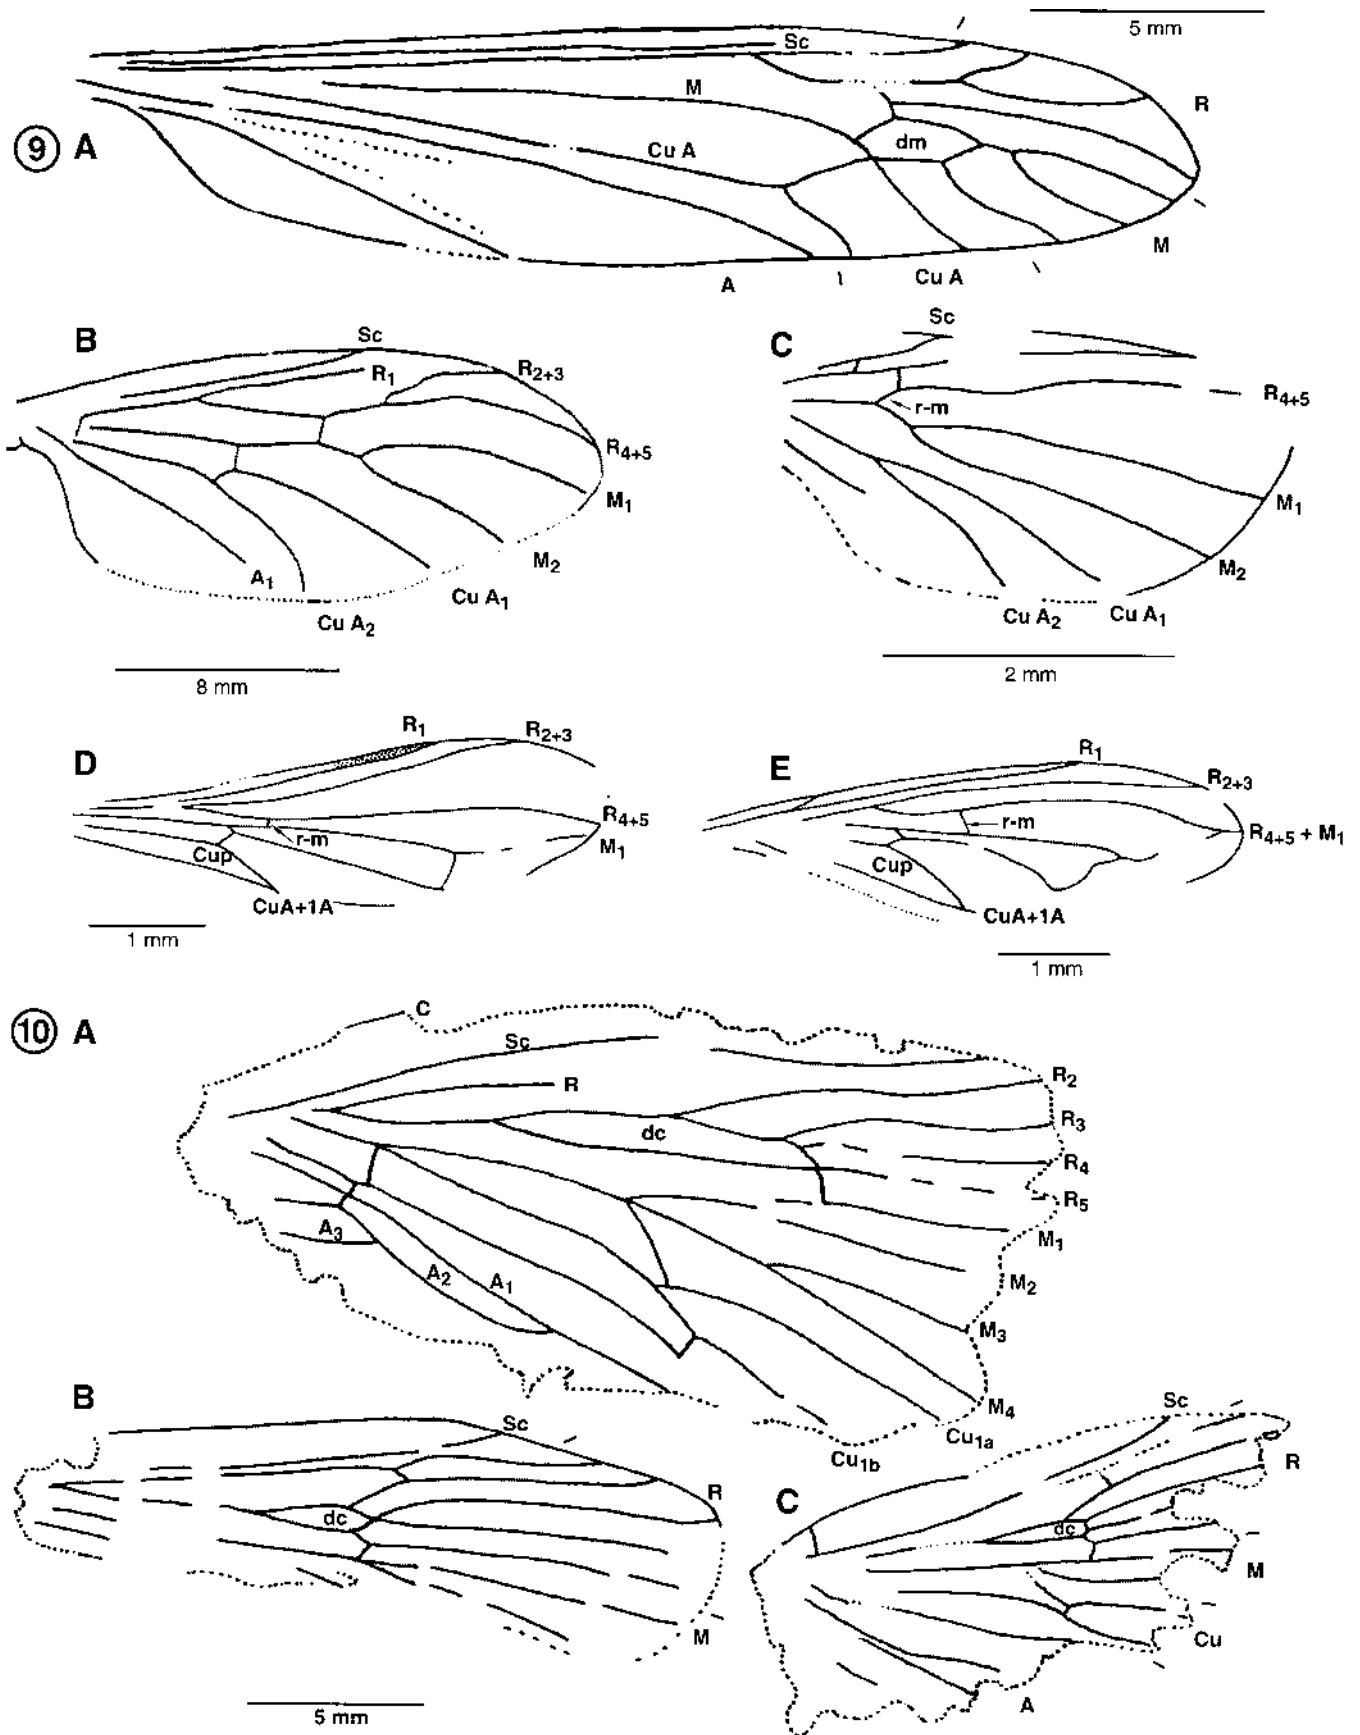 5 mm
Sc
M
R
9 A
Cu A
dm
M
A
Cu A
B
Sc
R1
R2+3
R4+5
M1
M2
A1
Cu A1
Cu A2
8 mm
C
Sc
R4+5
r-m
M1
M2
Cu A2
Cu A1
2 mm
D
R1
R2+3
R4+5
r-m
M1
Cup
CuA+1A
1 mm
E
R1
R2+3
r-m
R4+5 + M1
Cup
CuA+1A
1 mm
10 A
C
Sc
R
R2
dc
R3
R4
R5
A3
M1
A2
A1
M2
M3
M4
Cu1a
Cu1b
B
Sc
R
dc
M
5 mm
C
Sc
R
dc
M
Cu
A